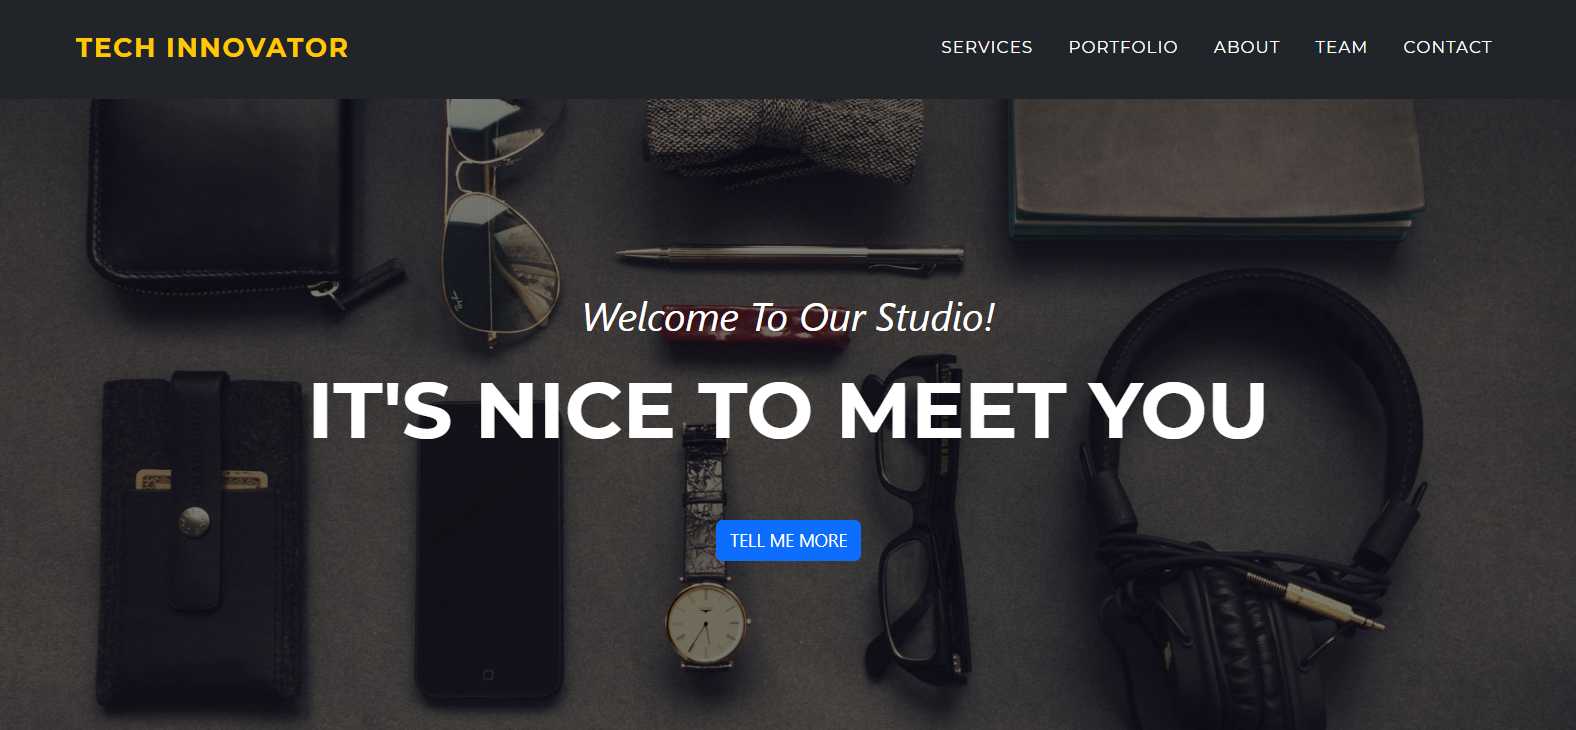 TECH INNOVATOR
SERVICES PORTFOLIO ABOUT TEAM CONTACT
Welcome To Our Studio!
IT'S NICE TO MEET YOU
TELL ME MORE